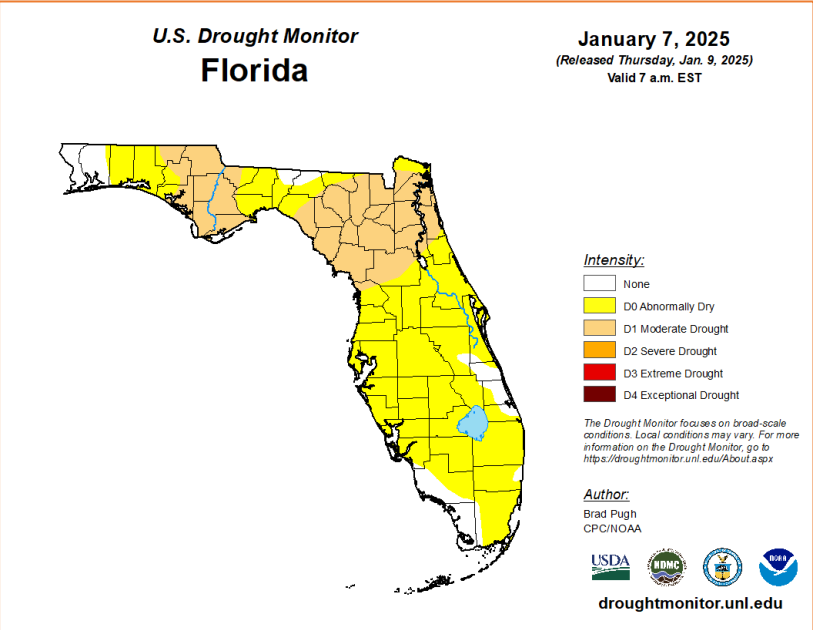 U.S. Drought Monitor
Florida
January 7, 2025
(Released Thursday, Jan. 9, 2025)
Valid 7 a.m. EST
Intensity:
None
D0 Abnormally Dry
D1 Moderate Drought
D2 Severe Drought
D3 Extreme Drought
D4 Exceptional Drought
The Drought Monitor focuses on broad-scale
conditions. Local conditions may vary. For more
information on the Drought Monitor, go to
https://droughtmonitor.unl.edu/About.aspx
Author:
Brad Pugh
CPC/NOAA
USDA
NDMC
NOAA
droughtmonitor.unl.edu